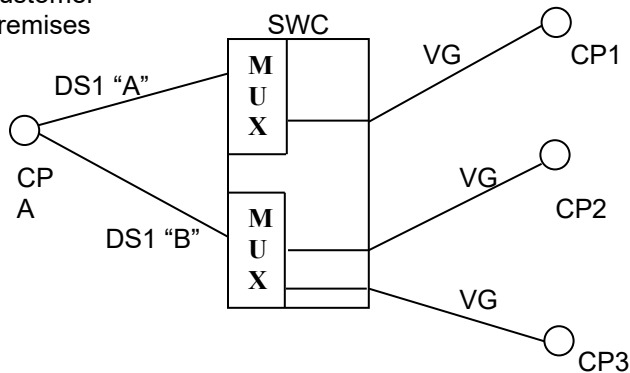 remises
SWC
VG
CP1
DS1 “A”
M
U
X
CP
A
VG
CP2
DS1 “B”
M
U
X
VG
CP3